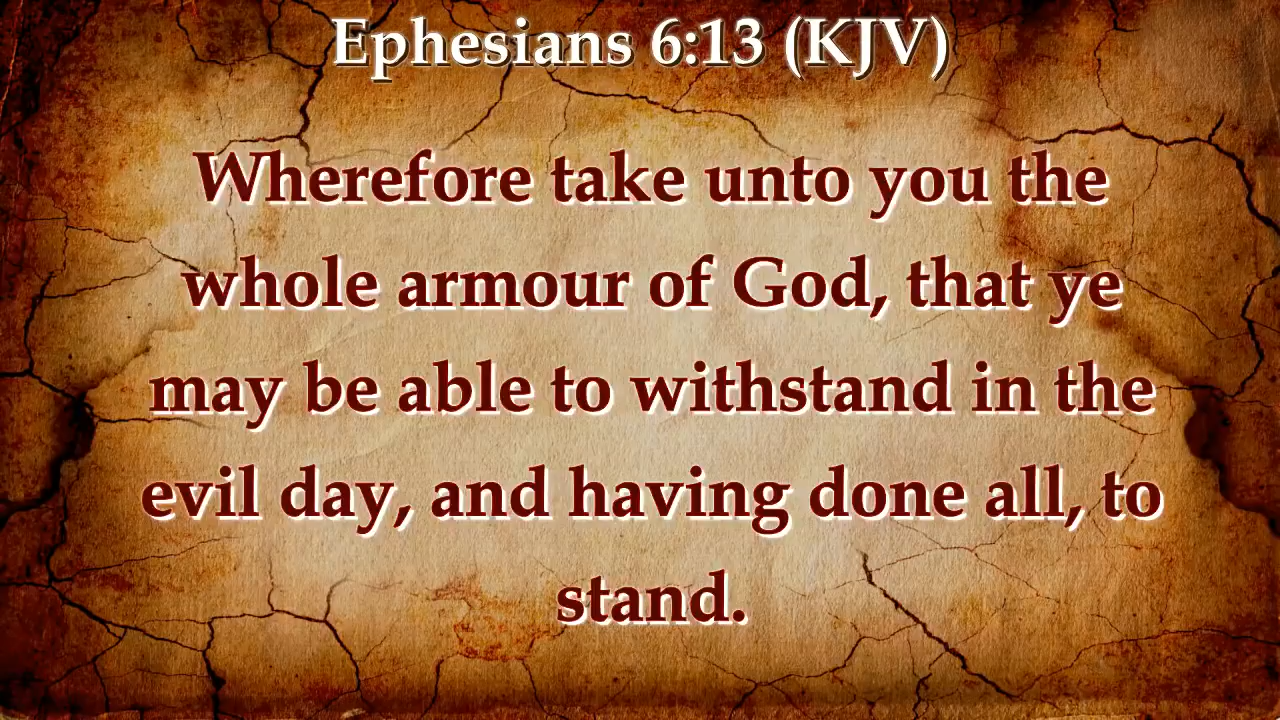 Ephesians 6:13 (KJV)
Wherefore take unto you the
whole armour of God, that ye
may be able to withstand in the
evil day, and having done all, to
stand.